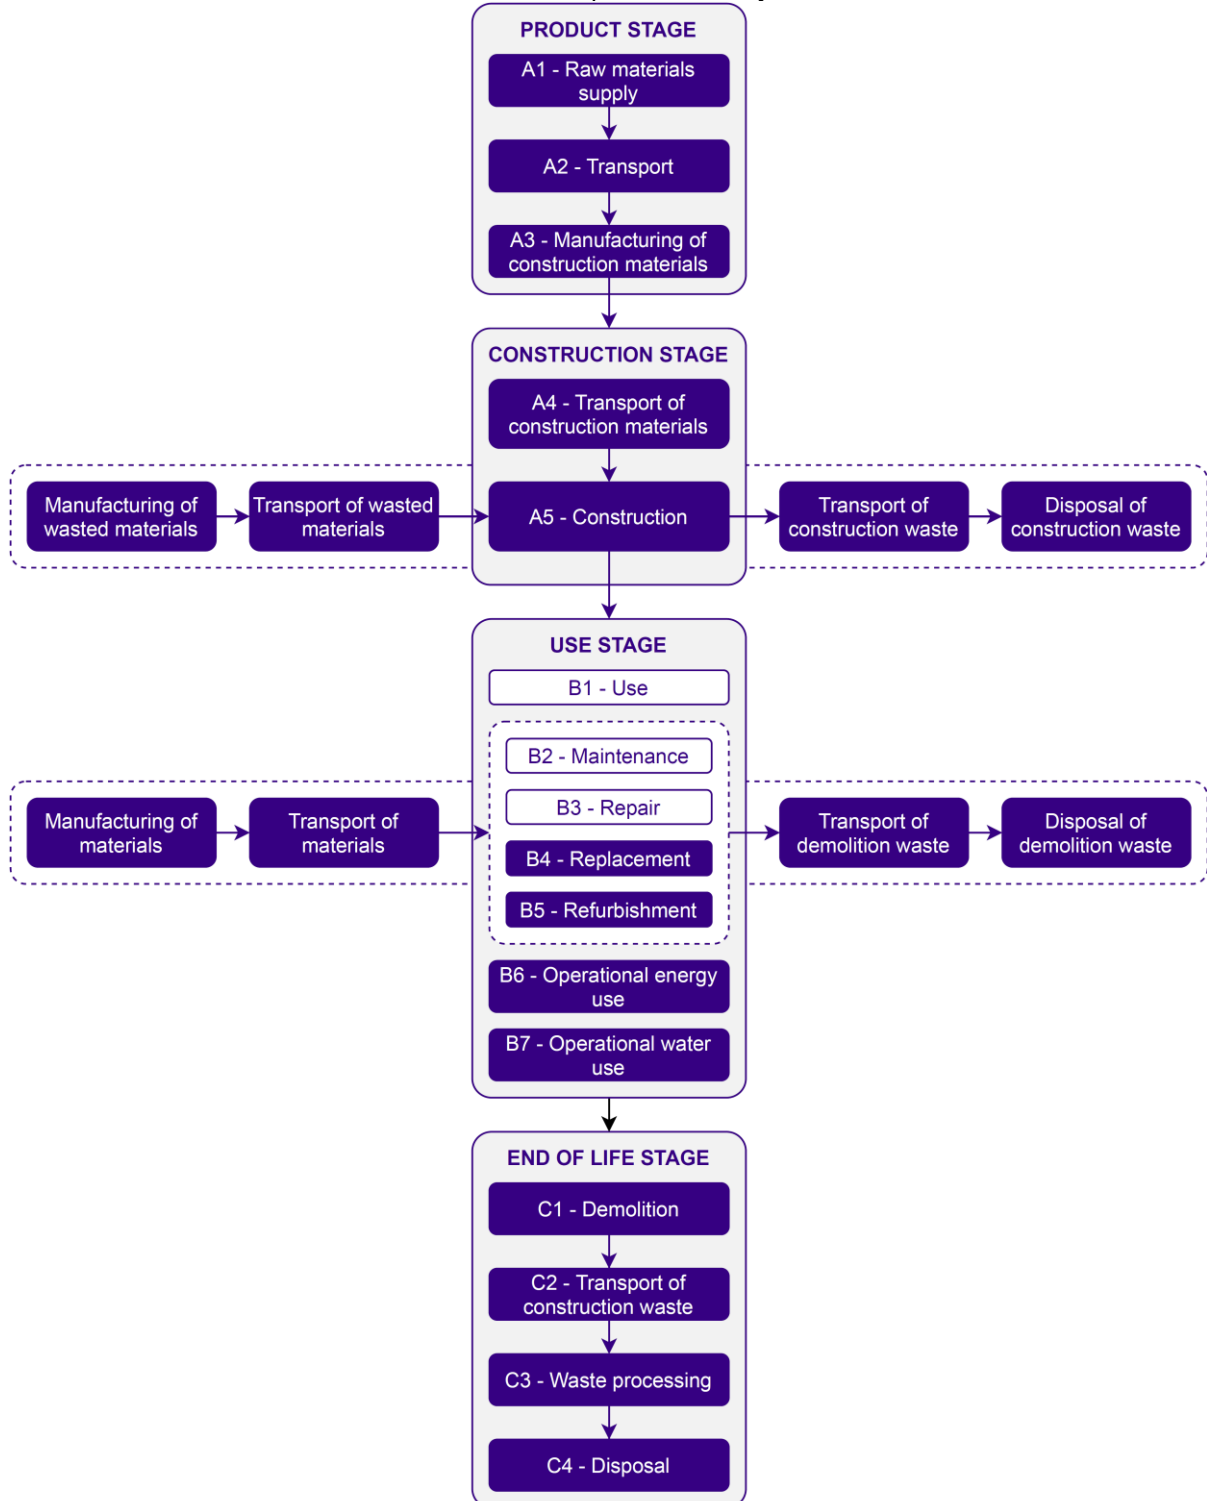 PRODUCT STAGE
A1 - Raw materials
supply
A2 - Transport
A3 - Manufacturing of
construction materials
CONSTRUCTION STAGE
A4 - Transport of
construction materials
Manufacturing of
wasted materials
Transport of wasted
materials
A5 - Construction
Transport of
construction waste
Disposal of
construction waste
USE STAGE
B1 - Use
B2 - Maintenance
B3 - Repair
B4 - Replacement
B5 - Refurbishment
Manufacturing of
materials
Transport of
materials
Transport of
demolition waste
Disposal of
demolition waste
B6 - Operational energy
use
B7 - Operational water
use
END OF LIFE STAGE
C1 - Demolition
C2 - Transport of
construction waste
C3 - Waste processing
C4 - Disposal